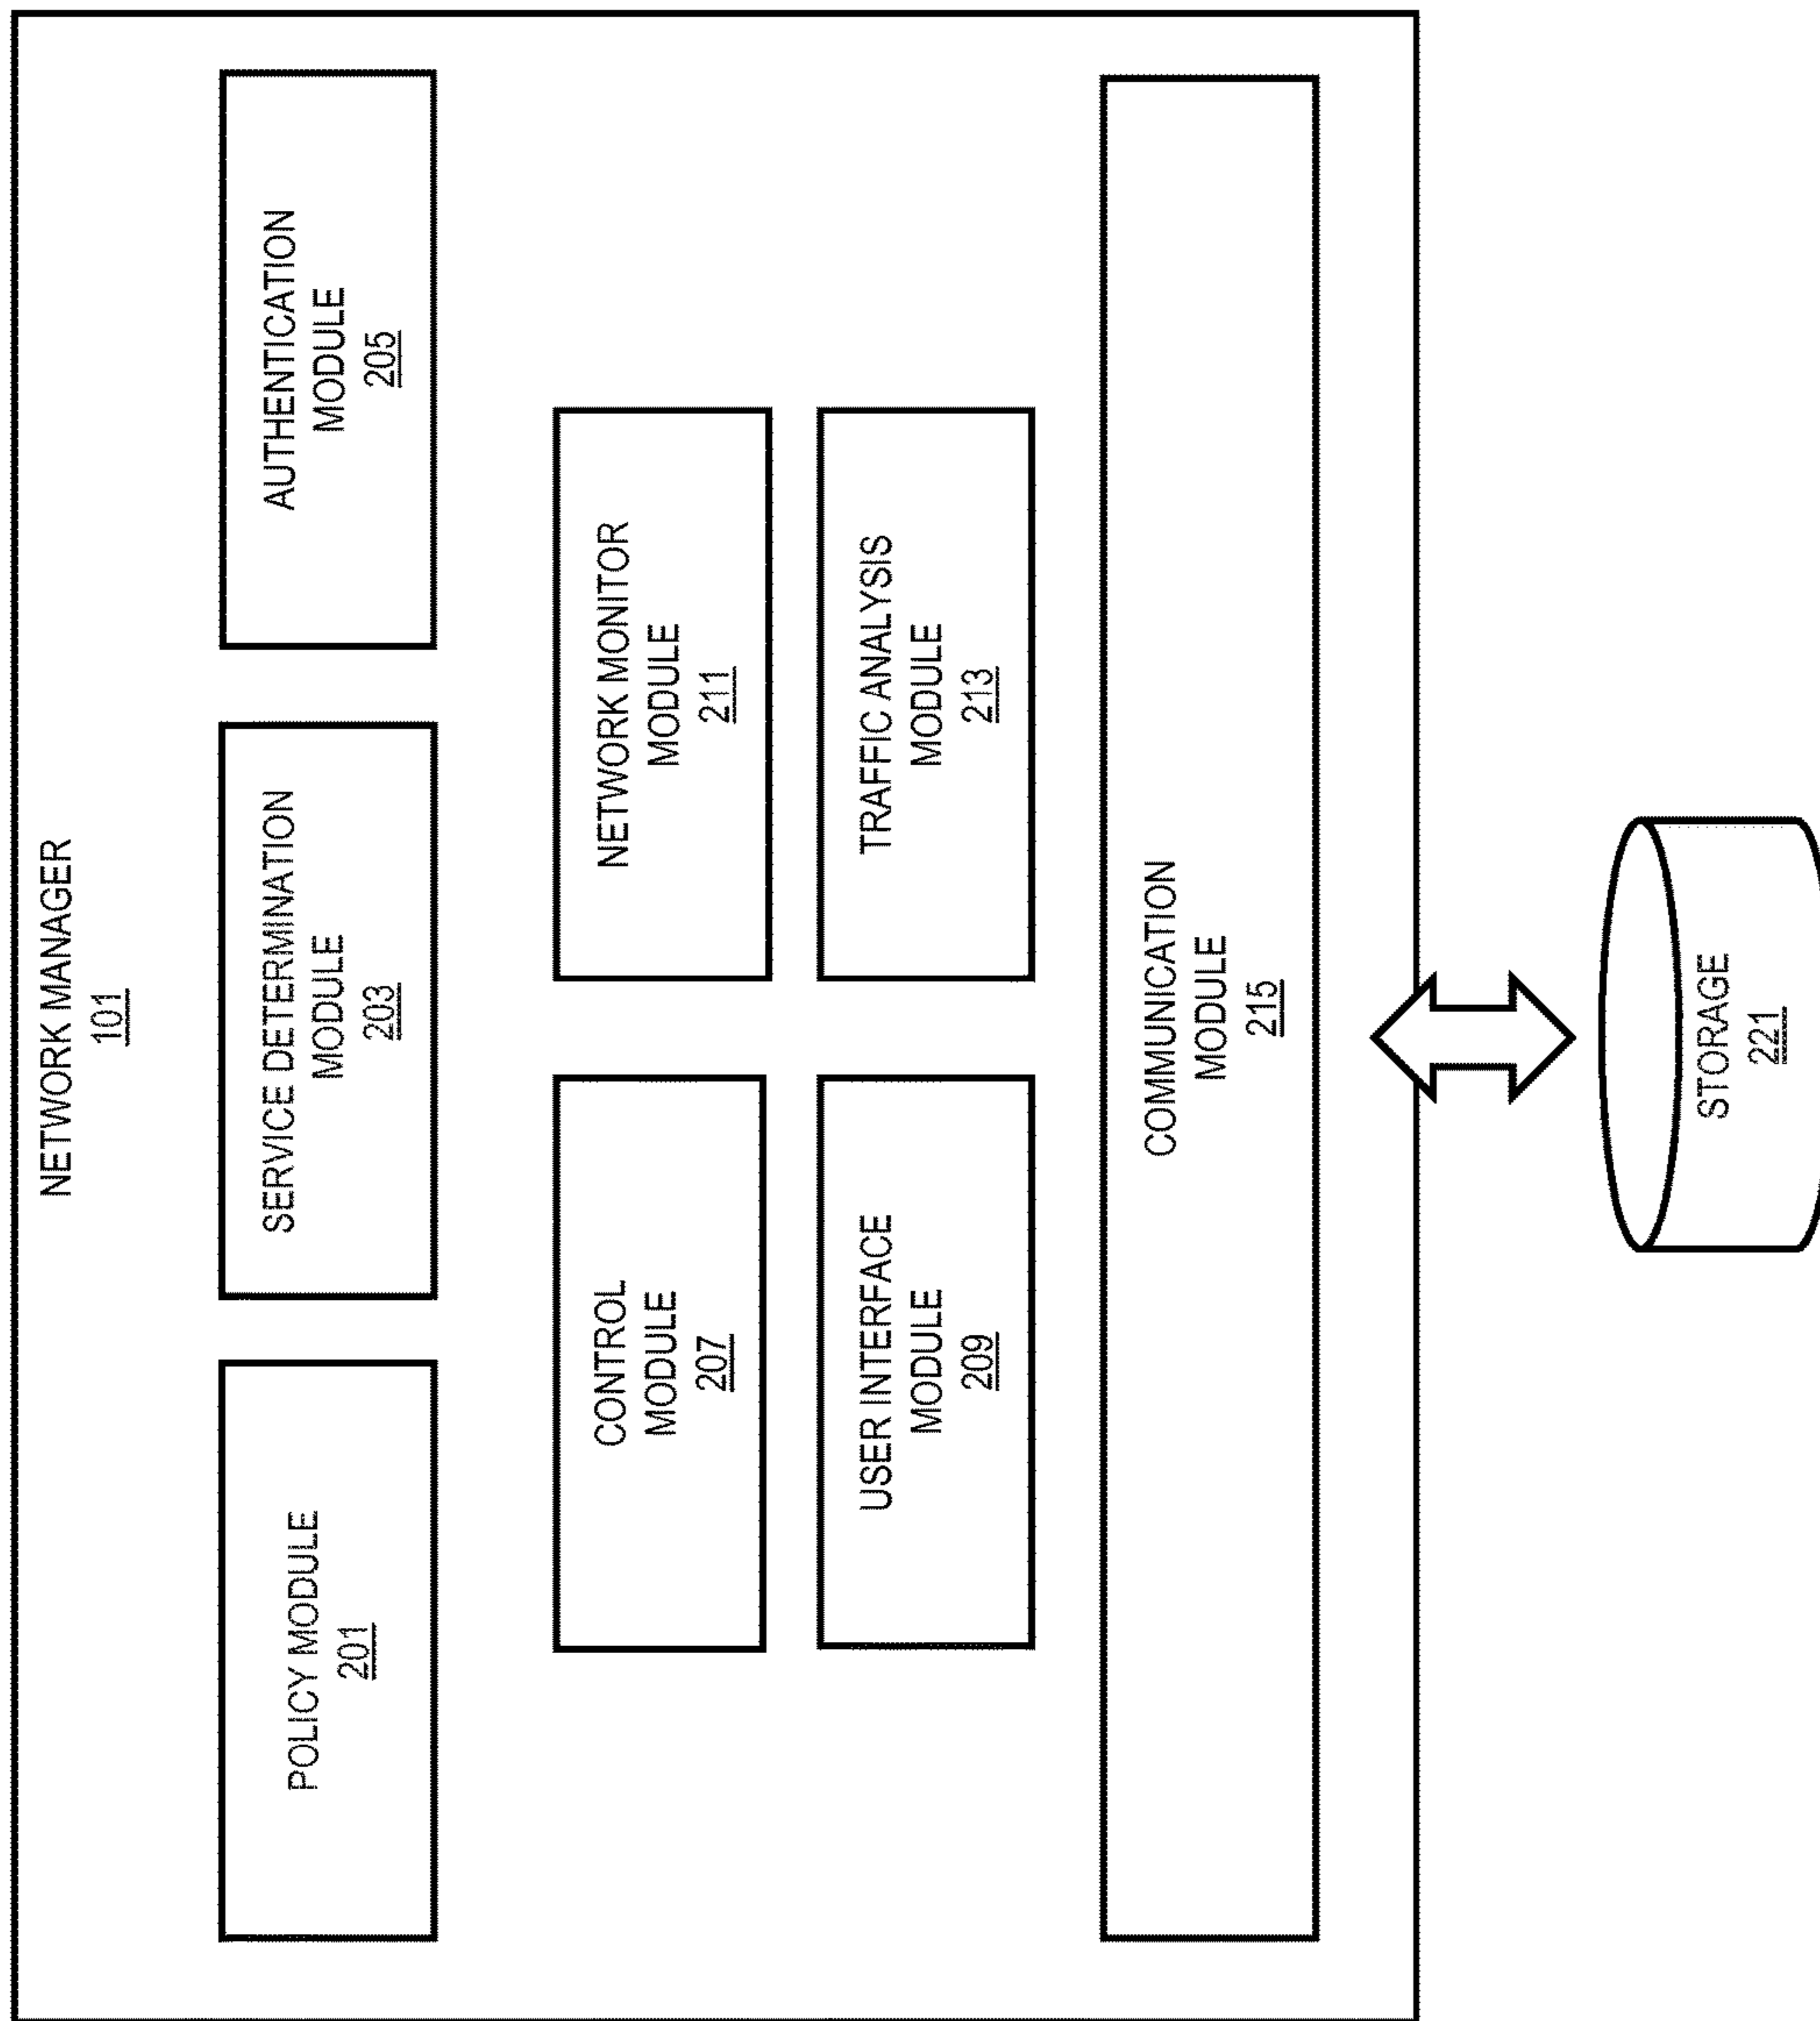 NETWORK MANAGER
101
POLICY MODULE
201
SERVICE DETERMINATION
MODULE
203
AUTHENTICATION
MODULE
205
CONTROL
MODULE
207
NETWORK MONITOR
MODULE
211
USER INTERFACE
MODULE
209
TRAFFIC ANALYSIS
MODULE
213
COMMUNICATION
MODULE
215
STORAGE
221